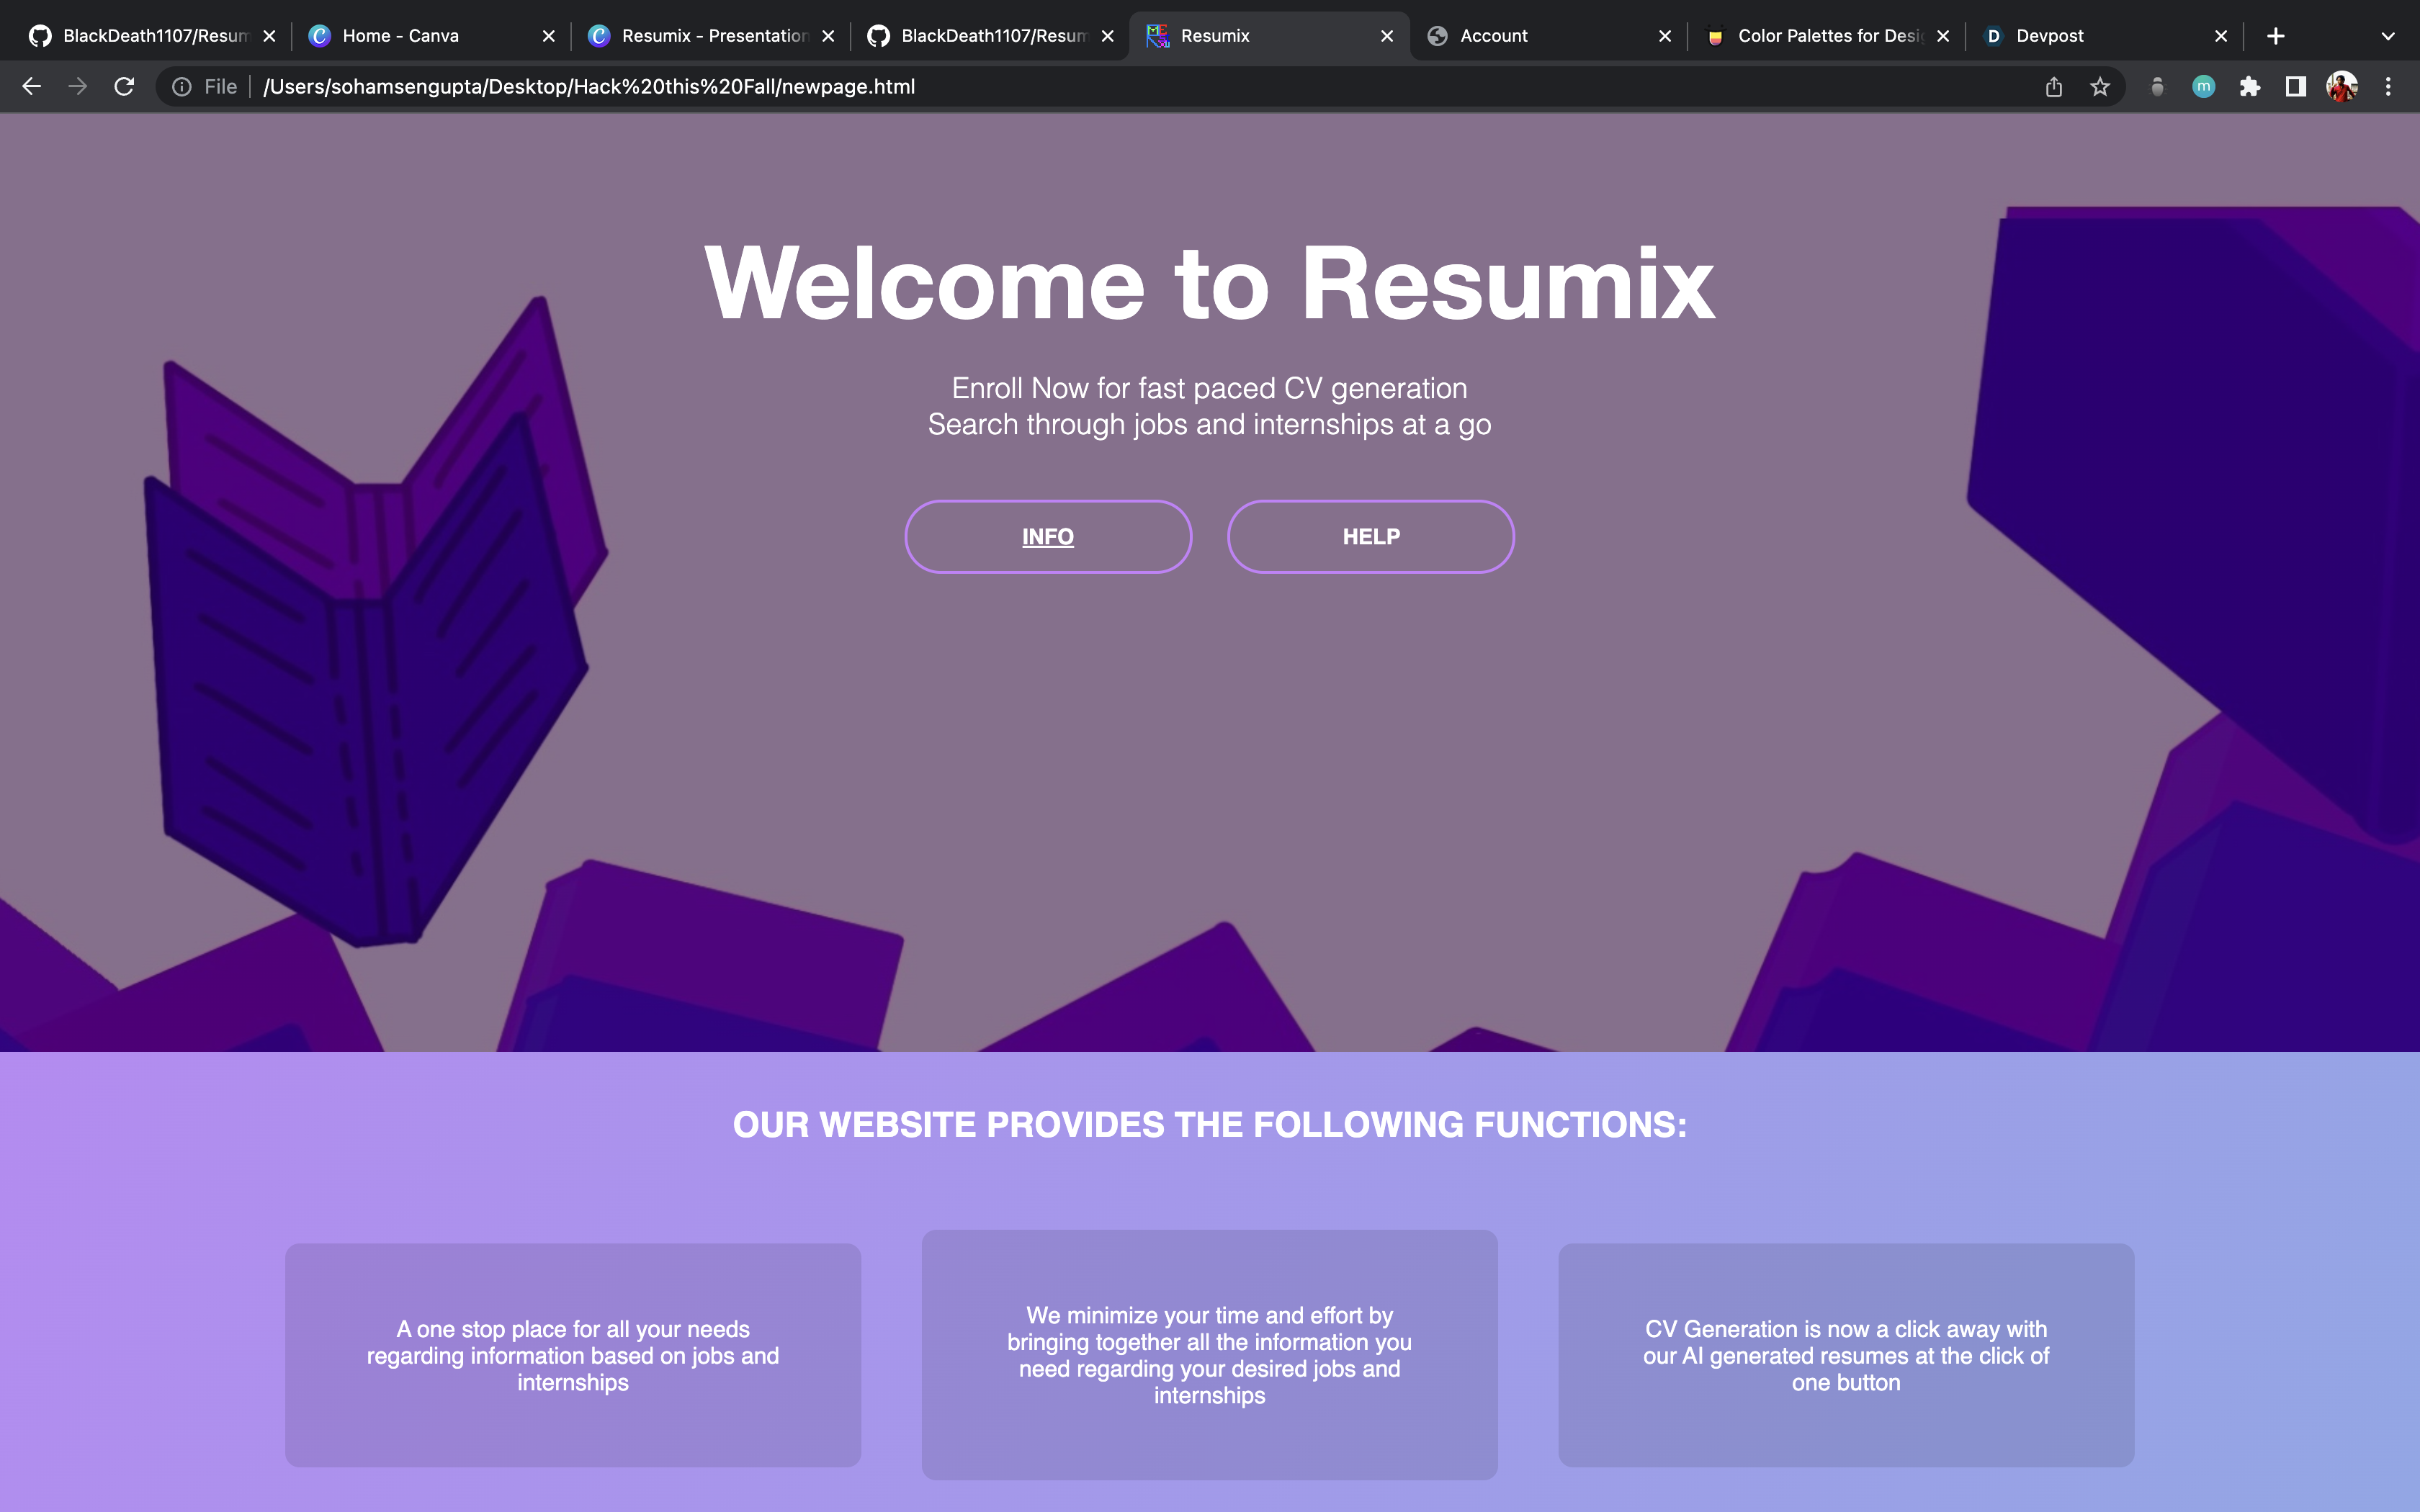 BlackDeath1107/Resum
Home - Canva
Resumix - Presentation
BlackDeath1107/Resum
Resumix
Account
Color Palettes for Desig
Devpost
File
/Users/sohamsengupta/Desktop/Hack%20this%20Fall/newpage.html
m
Welcome to Resumix
Enroll Now for fast paced CV generation
Search through jobs and internships at a go
INFO
HELP
OUR WEBSITE PROVIDES THE FOLLOWING FUNCTIONS:
A one stop place for all your needs
regarding information based on jobs and
internships
We minimize your time and effort by
bringing together all the information you
need regarding your desired jobs and
internships
CV Generation is now a click away with
our AI generated resumes at the click of
one button